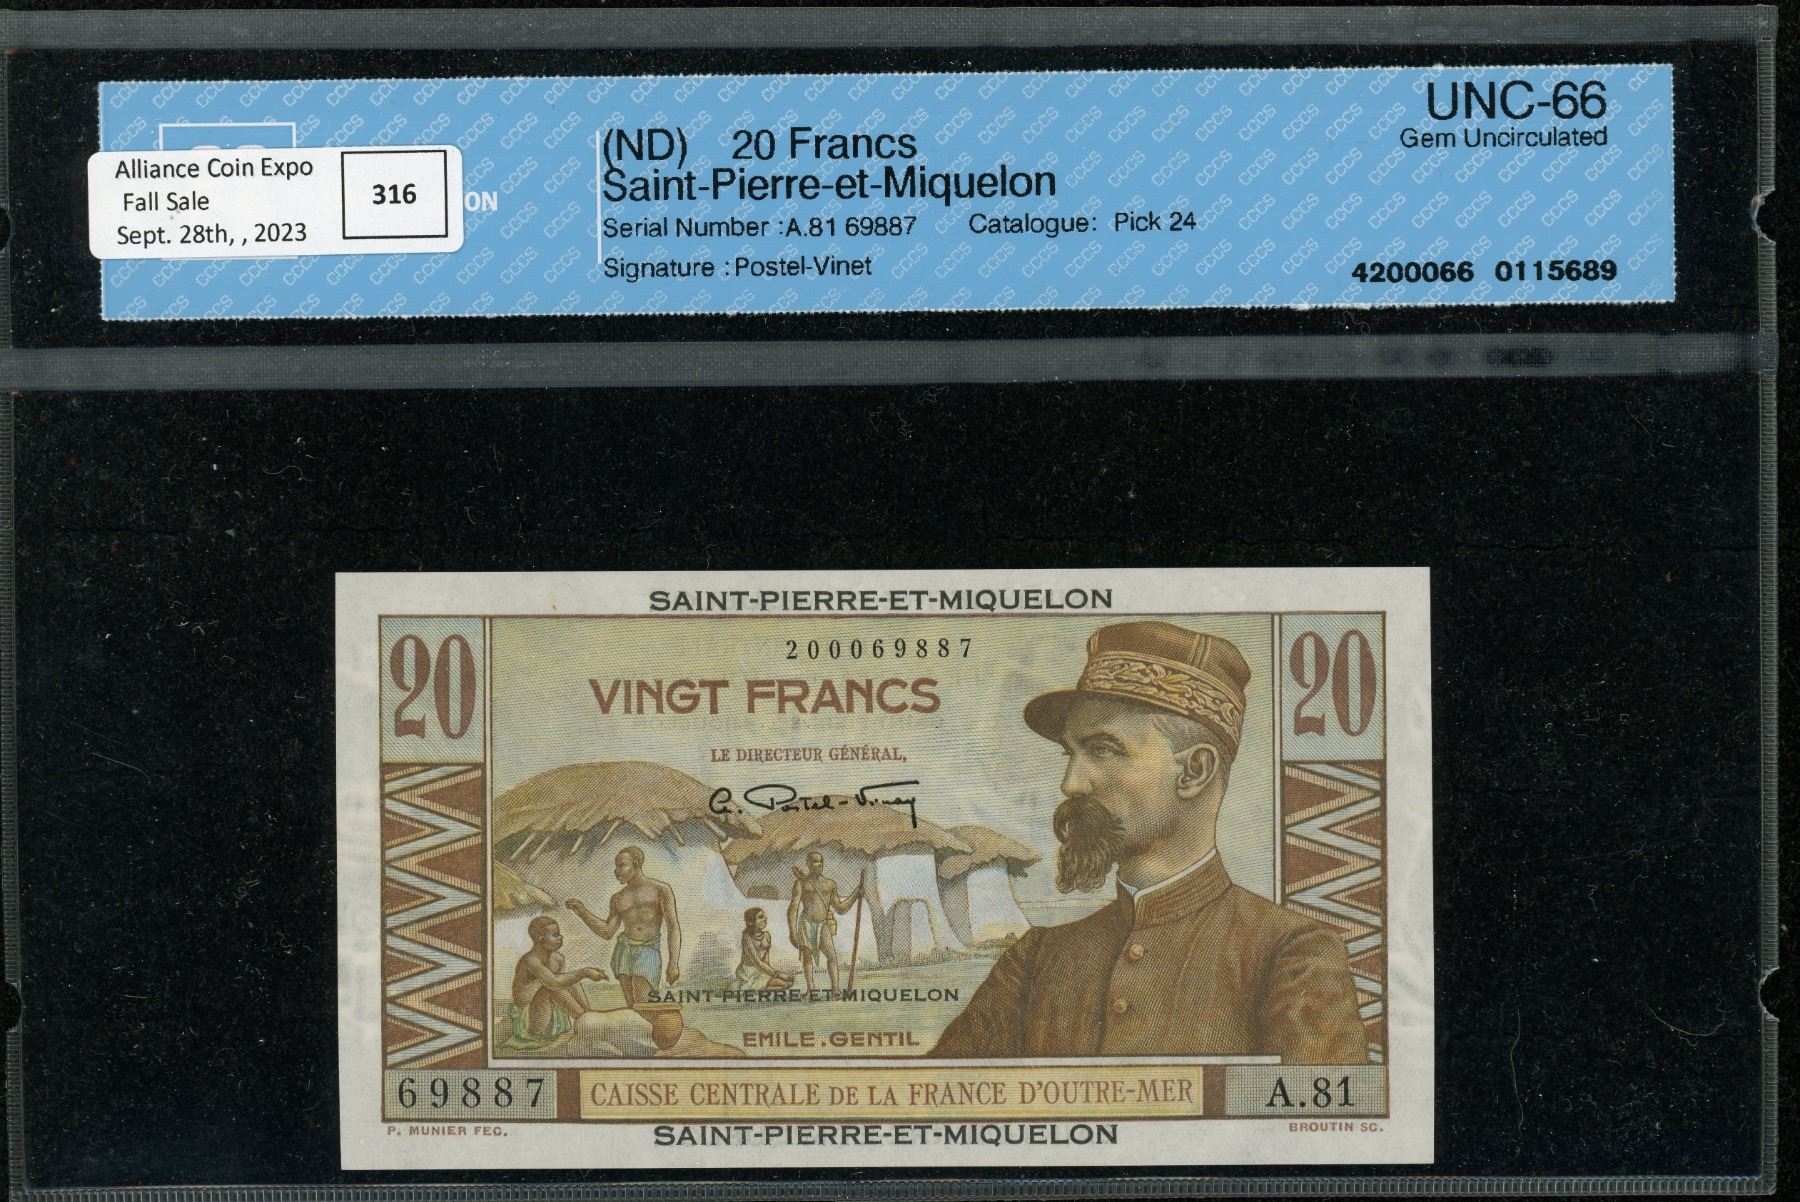 UNC-66
Gem Uncirculated
(ND) 20 Francs
Saint-Pierre-et-Miquelon
Serial Number :A.81 69887 Catalogue: Pick 24
Signature : Postel-Vinet
4200066 0115689
Alliance Coin Expo
Fall Sale
Sept. 28th, , 2023
316
ON
SAINT-PIERRE-ET-MIQUELON
20
20
200069887
VINGT FRANCS
LE DIRECTEUR GÉNÉRAL,
G. Postel-Vinay
SAINT-PIERRE-ET-MIQUELON
EMILE.GENTIL
69887
CAISSE CENTRALE DE LA FRANCE D'OUTRE-MER
A.81
P. MUNIER FEC.
BROUTIN SC.
SAINT-PIERRE-ET-MIQUELON